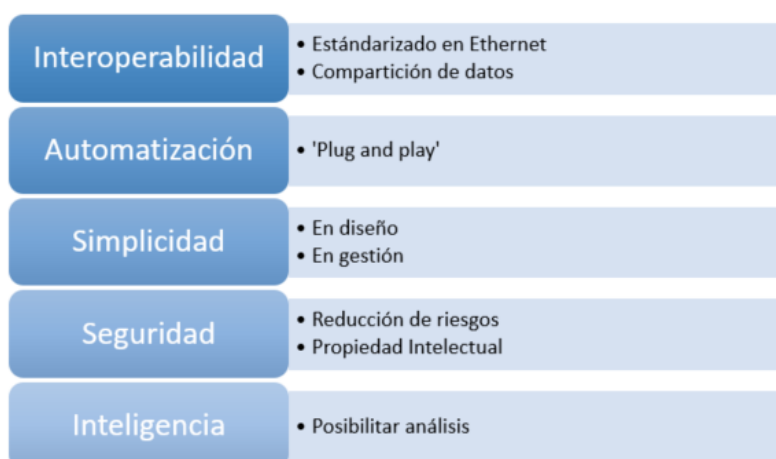 Interoperabilidad
• Estándarizado en Ethernet
• Compartición de datos
Automatización
• 'Plug and play'
Simplicidad
• En diseño
• En gestión
Seguridad
• Reducción de riesgos
• Propiedad Intelectual
Inteligencia
• Posibilitar análisis